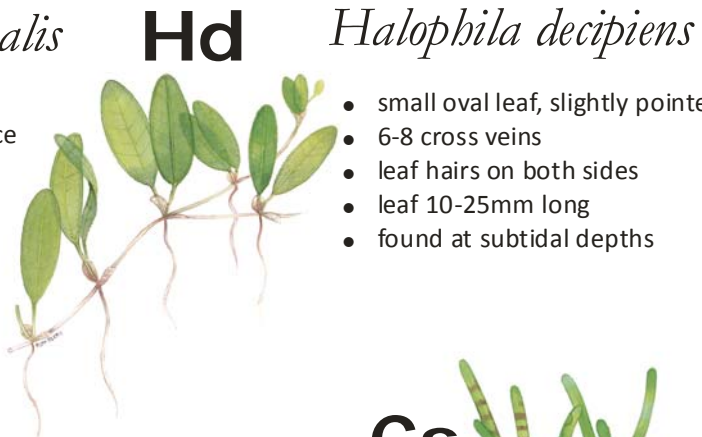 alis
Hd
Halophila decipiens
ce
• small oval leaf, slightly pointe
• 6-8 cross veins
• leaf hairs on both sides
• leaf 10-25mm long
• found at subtidal depths
Cs